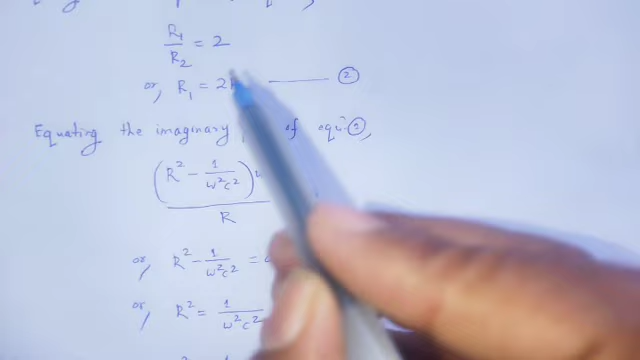 R₁/R₂ = 2
or, R₁ = 2 ——— ②
Equating the imaginary of equⁿ ②,
(R² - 1/ω²c²)
R
or, R² - 1/ω²c² =
or, R² = 1/ω²c²